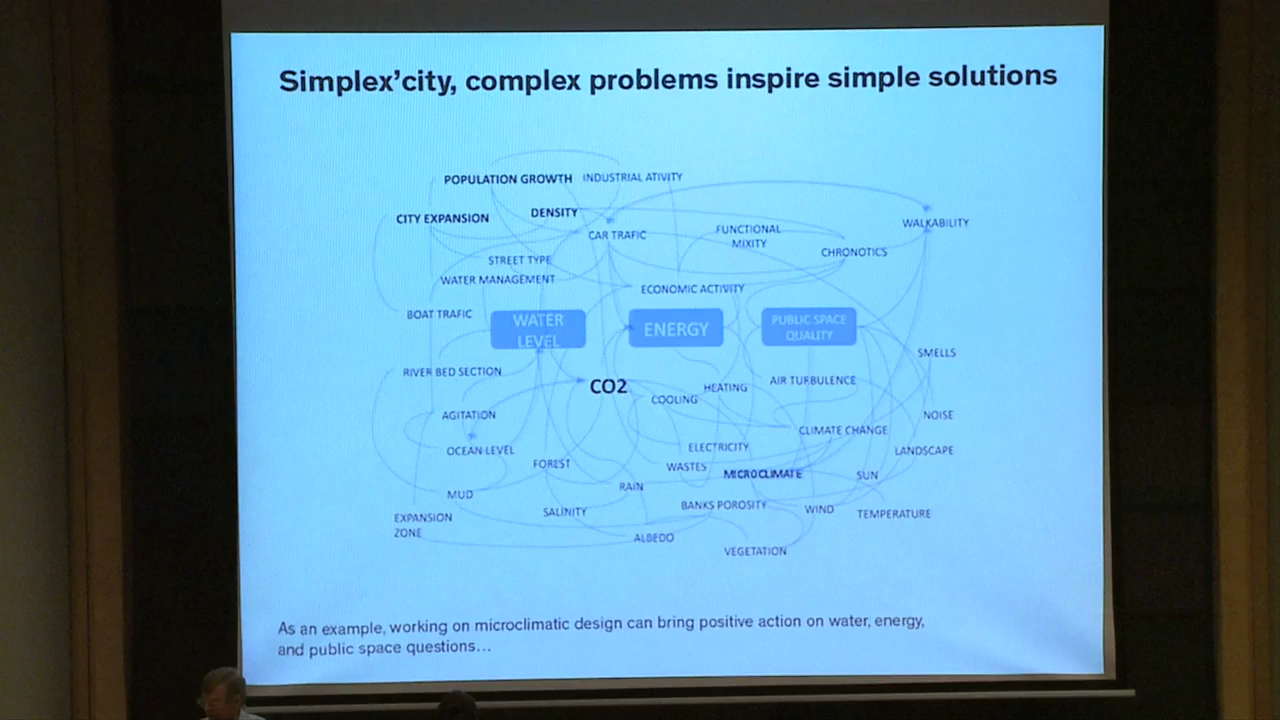 Simplex'city, complex problems inspire simple solutions
POPULATION GROWTH
INDUSTRIAL ATIVITY
CITY EXPANSION
DENSITY
CAR TRAFIC
FUNCTIONAL
MIXITY
WALKABILITY
CHRONOTICS
STREET TYPE
WATER MANAGEMENT
ECONOMIC ACTIVITY
BOAT TRAFIC
WATER
LEVEL
ENERGY
PUBLIC SPACE
QUALITY
SMELLS
RIVER BED SECTION
CO2
HEATING
AIR TURBULENCE
COOLING
AGITATION
NOISE
CLIMATE CHANGE
OCEAN LEVEL
ELECTRICITY
LANDSCAPE
FOREST
WASTES
MICROCLIMATE
SUN
MUD
RAIN
SALINITY
BANKS POROSITY
WIND
TEMPERATURE
EXPANSION
ZONE
ALBEDO
VEGETATION
As an example, working on microclimatic design can bring positive action on water, energy,
and public space questions...